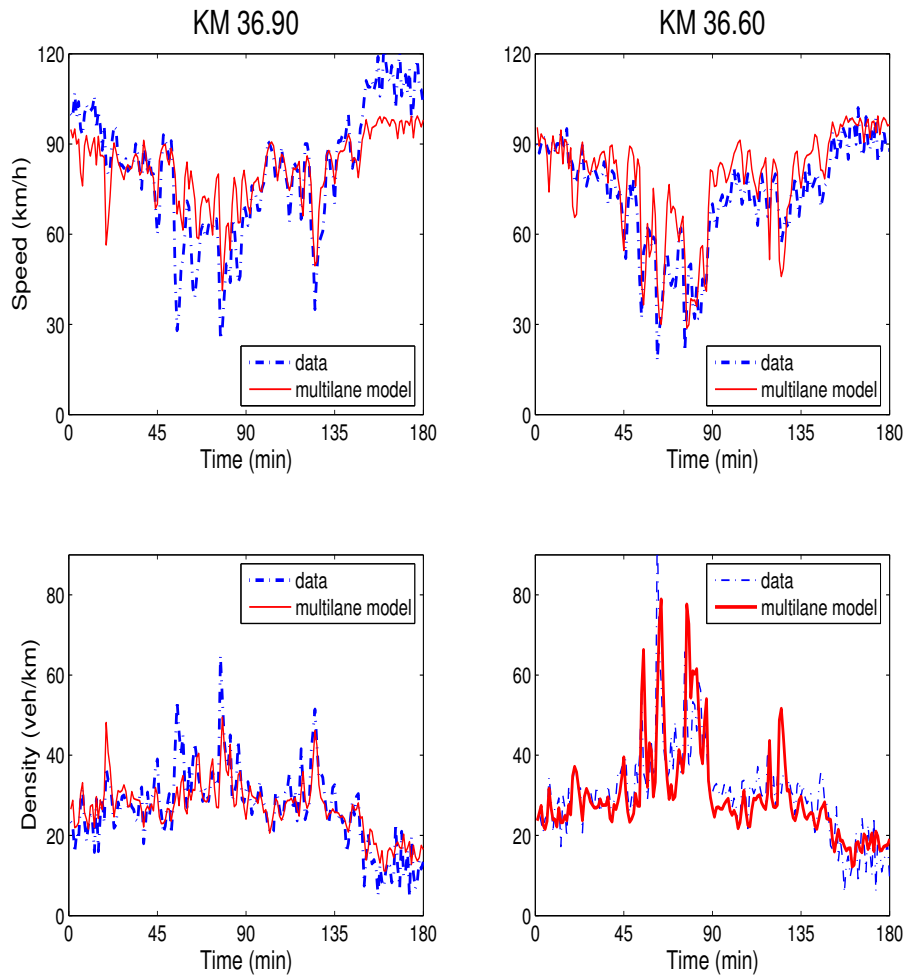 KM 36.90
120
90
60
30
0
Speed (km/h)
data
multilane model
0 45 90 135 180
Time (min)
KM 36.60
120
90
60
30
0
data
multilane model
0 45 90 135 180
Time (min)
80
60
40
20
0
Density (veh/km)
data
multilane model
0 45 90 135 180
Time (min)
80
60
40
20
0
data
multilane model
0 45 90 135 180
Time (min)